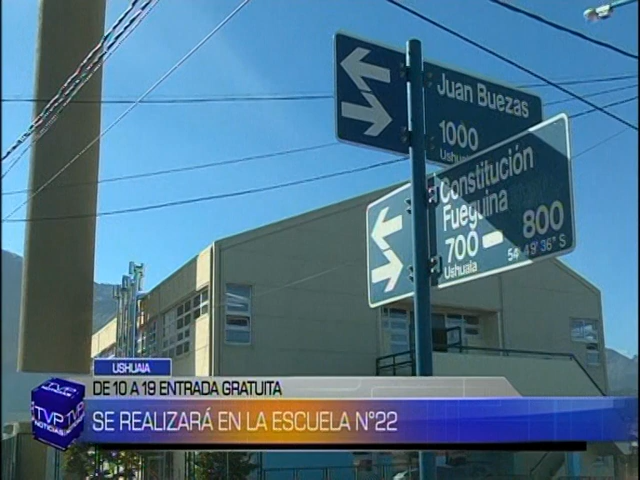 Juan Buezas
1000
Ushuaia
Constitución
Fueguina
700 - 800
Ushuaia
54° 49' 36" S
USHUAIA
DE 10 A 19 ENTRADA GRATUITA
SE REALIZARÁ EN LA ESCUELA N°22
TVP
NOTICIAS